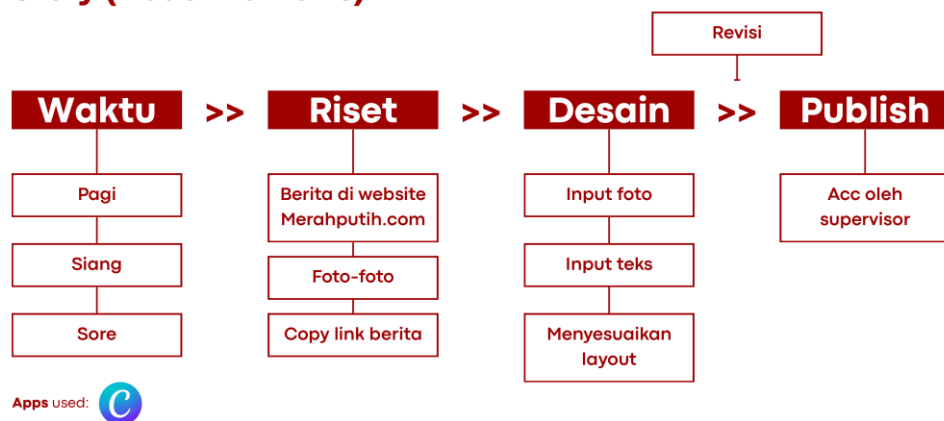 Revisi
Waktu >> Riset >> Desain >> Publish
Pagi
Siang
Sore
Berita di website
Merahputih.com
Foto-foto
Copy link berita
Input foto
Input teks
Menyesuaikan
layout
Acc oleh
supervisor
Apps used:
C